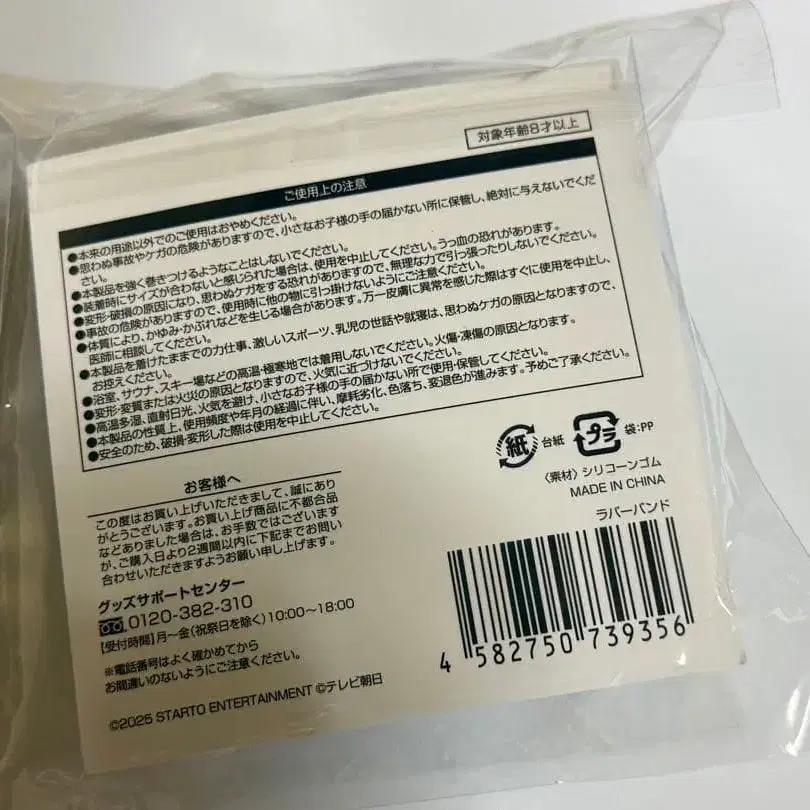 対象年齢8才以上
ご使用上の注意
●本来の用途以外でのご使用はおやめください。
●思わぬ事故やケガの危険がありますので、小さなお子様の手の届かない所に保管し、絶対に与えないでくだ
さい。
●本製品を強く巻きつけるようなことはしないでください。
●装着時にサイズが合わないと感じられた場合は、使用を中止してください。うっ血の恐れがあります。
●変形・破損の原因になり、思わぬケガをする恐れがありますので、無理な力で引っ張ったりしないでください。
●事故の危険がありますので、使用時に他の物に引っ掛けないようにご注意ください。
●体質により、かゆみ・かぶれなどを生じる場合があります。万一皮膚に異常を感じた際はすぐに使用を中止し、
医師に相談してください。
●本製品を着けたままでの力仕事、激しいスポーツ、乳児の世話や就寝は、思わぬケガの原因となりますので、
お控えください。
●浴室、サウナ、スキー場などの高温・極寒地では着用しないでください。火傷・凍傷の原因となります。
●変形・変質または火災の原因となりますので、火気に近づけないでください。
●高温多湿、直射日光、火気を避け、小さなお子様の手の届かない所で使用・保管してください。
●本製品の性質上、使用頻度や年月の経過に伴い、摩耗劣化、色落ち、変退色が進みます。予めご了承ください。
●安全のため、破損・変形した際は使用を中止してください。
紙 台紙 プラ 袋:PP
〈素材〉シリコーンゴム
MADE IN CHINA
ラバーバンド
お客様へ
この度はお買い上げいただきまして、誠にあり
がとうございます。お買い上げ商品に不都合品
などありました場合は、お手数ではございます
が、ご購入日より2週間以内に下記までお問い
合わせいただきますようお願い申し上げます。
グッズサポートセンター
0120-382-310
【受付時間】月~金(祝祭日を除く)10:00~18:00
※電話番号はよく確かめてから
お間違いのないようにご注意ください。
©2025 STARTO ENTERTAINMENT ©テレビ朝日
4 582750 739356